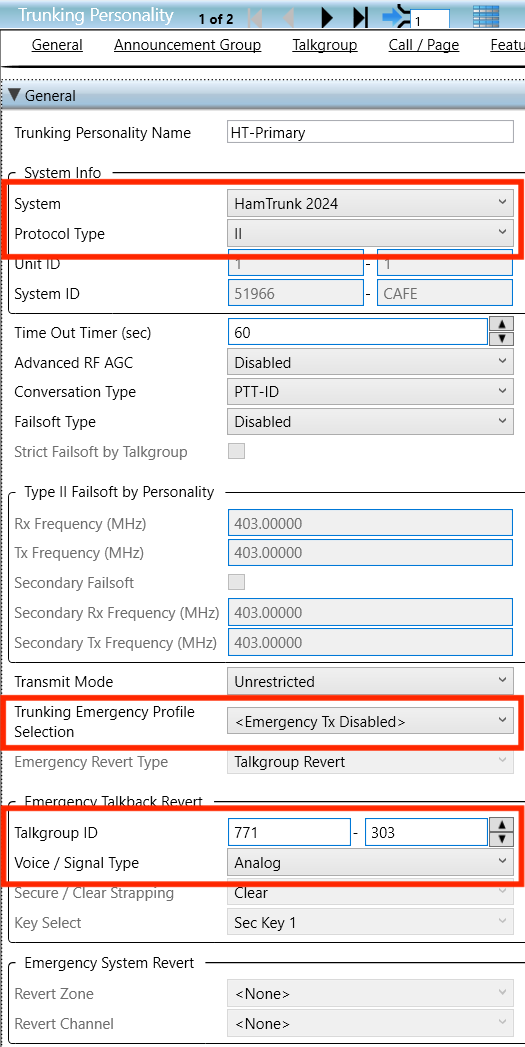 Trunking Personality 1 of 2 1
General Announcement Group Talkgroup Call / Page Featu
General
Trunking Personality Name HT-Primary
System Info
System HamTrunk 2024
Protocol Type II
Unit ID 1 - 1
System ID 51966 - CAFE
Time Out Timer (sec) 60
Advanced RF AGC Disabled
Conversation Type PTT-ID
Failsoft Type Disabled
Strict Failsoft by Talkgroup
Type II Failsoft by Personality
Rx Frequency (MHz) 403.00000
Tx Frequency (MHz) 403.00000
Secondary Failsoft
Secondary Rx Frequency (MHz) 403.00000
Secondary Tx Frequency (MHz) 403.00000
Transmit Mode Unrestricted
Trunking Emergency Profile
Selection <Emergency Tx Disabled>
Emergency Revert Type Talkgroup Revert
Emergency Talkback Revert
Talkgroup ID 771 - 303
Voice / Signal Type Analog
Secure / Clear Strapping Clear
Key Select Sec Key 1
Emergency System Revert
Revert Zone <None>
Revert Channel <None>